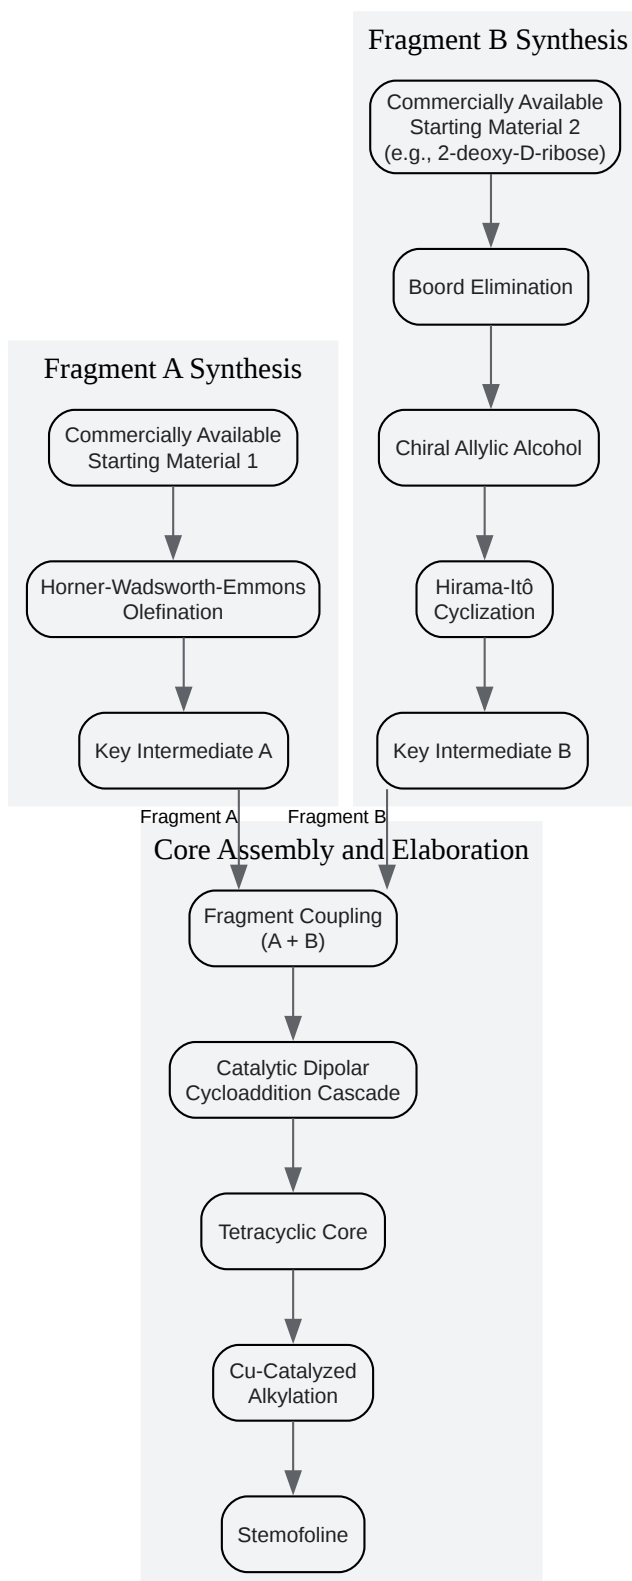 Fragment B Synthesis
Commercially Available
Starting Material 2
(e.g., 2-deoxy-D-ribose)
Boord Elimination
Chiral Allylic Alcohol
Hirama-Itô
Cyclization
Key Intermediate B
Fragment A Synthesis
Commercially Available
Starting Material 1
Horner-Wadsworth-Emmons
Olefination
Key Intermediate A
Fragment A
Fragment B
Core Assembly and Elaboration
Fragment Coupling
(A + B)
Catalytic Dipolar
Cycloaddition Cascade
Tetracyclic Core
Cu-Catalyzed
Alkylation
Stemofoline